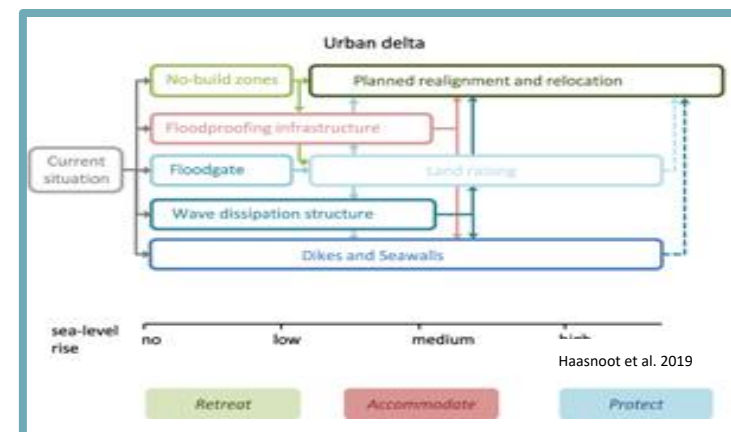 Urban delta
No-build zones
Planned realignment and relocation
Floodproofing infrastructure
Current
situation
Floodgate
Land raising
Wave dissipation structure
Dikes and Seawalls
sea-level
rise
no
low
medium
high
Haasnoot et al. 2019
Retreat
Accommodate
Protect